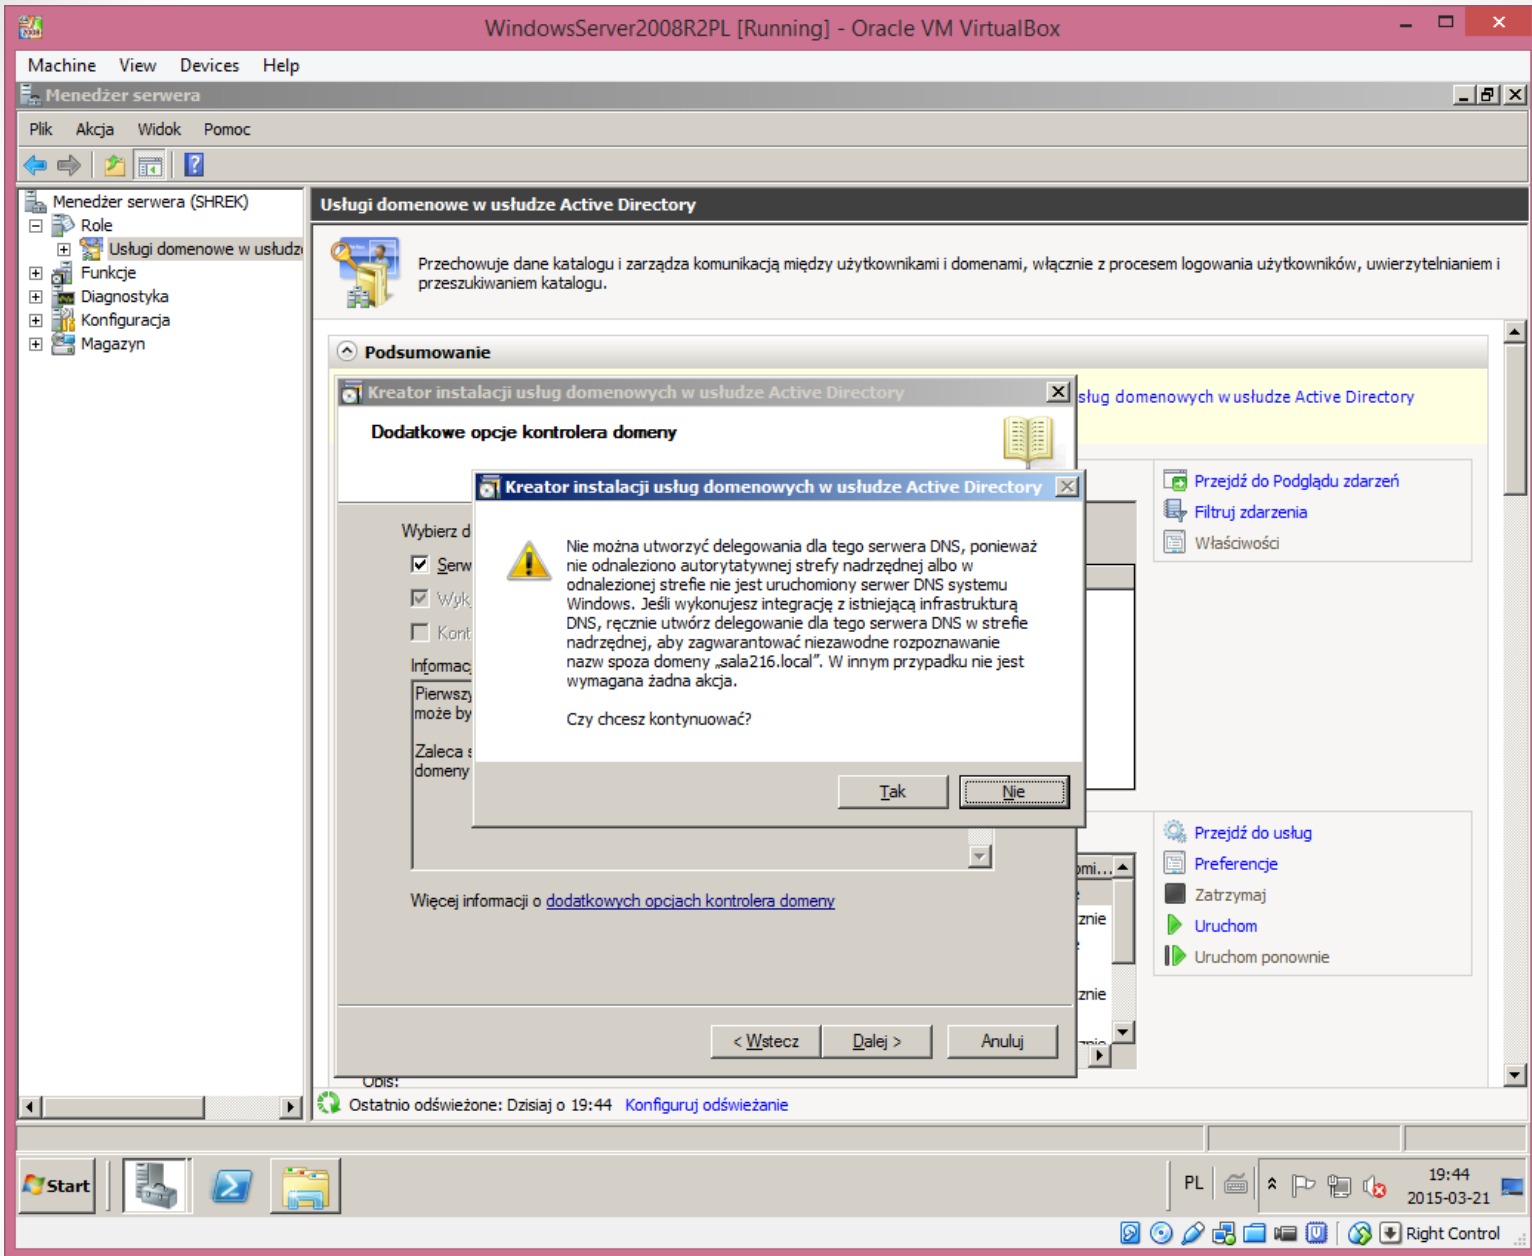 WindowsServer2008R2PL [Running] - Oracle VM VirtualBox
Machine View Devices Help
Menedżer serwera
Plik Akcja Widok Pomoc
Menedżer serwera (SHREK)
Role
Usługi domenowe w usłudze
Funkcje
Diagnostyka
Konfiguracja
Magazyn
Usługi domenowe w usłudze Active Directory
Przechowuje dane katalogu i zarządza komunikacją między użytkownikami i domenami, włącznie z procesem logowania użytkowników, uwierzytelnianiem i
przeszukiwaniem katalogu.
Podsumowanie
sług domenowych w usłudze Active Directory
Przejdź do Podglądu zdarzeń
Filtruj zdarzenia
Właściwości
Kreator instalacji usług domenowych w usłudze Active Directory
Dodatkowe opcje kontrolera domeny
Wybierz d
Serw
Wyk
Kont
Informac
Pierwszy
może by
Zaleca s
domeny
Kreator instalacji usług domenowych w usłudze Active Directory
Nie można utworzyć delegowania dla tego serwera DNS, ponieważ
nie odnaleziono autorytatywnej strefy nadrzędnej albo w
odnalezionej strefie nie jest uruchomiony serwer DNS systemu
Windows. Jeśli wykonujesz integrację z istniejącą infrastrukturą
DNS, ręcznie utwórz delegowanie dla tego serwera DNS w strefie
nadrzędnej, aby zagwarantować niezawodne rozpoznawanie
nazw spoza domeny „sala216.local”. W innym przypadku nie jest
wymagana żadna akcja.
Czy chcesz kontynuować?
Tak Nie
Więcej informacji o dodatkowych opcjach kontrolera domeny
< Wstecz Dalej > Anuluj
omi...
znie
znie
Przejdź do usług
Preferencje
Zatrzymaj
Uruchom
Uruchom ponownie
Opis:
Ostatnio odświeżone: Dzisiaj o 19:44 Konfiguruj odświeżanie
Start
PL
19:44
2015-03-21
Right Control